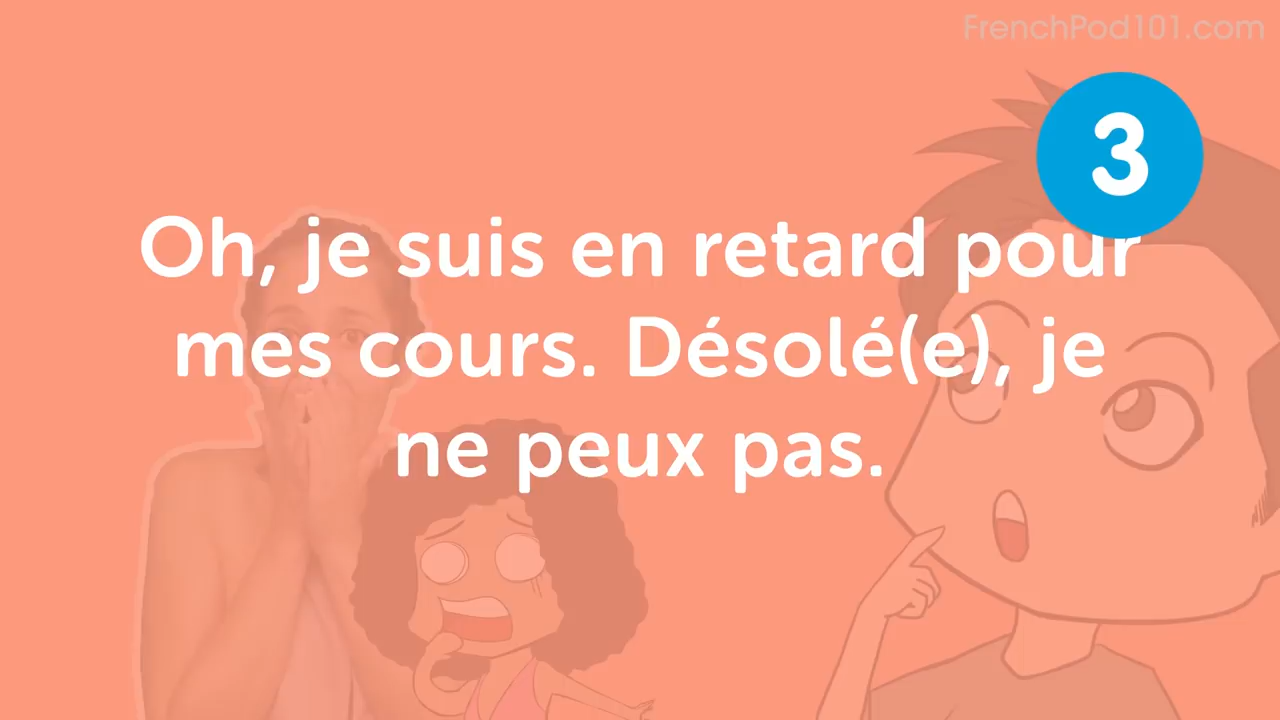 FrenchPod101.com
3
Oh, je suis en retard pour
mes cours. Désolé(e), je
ne peux pas.